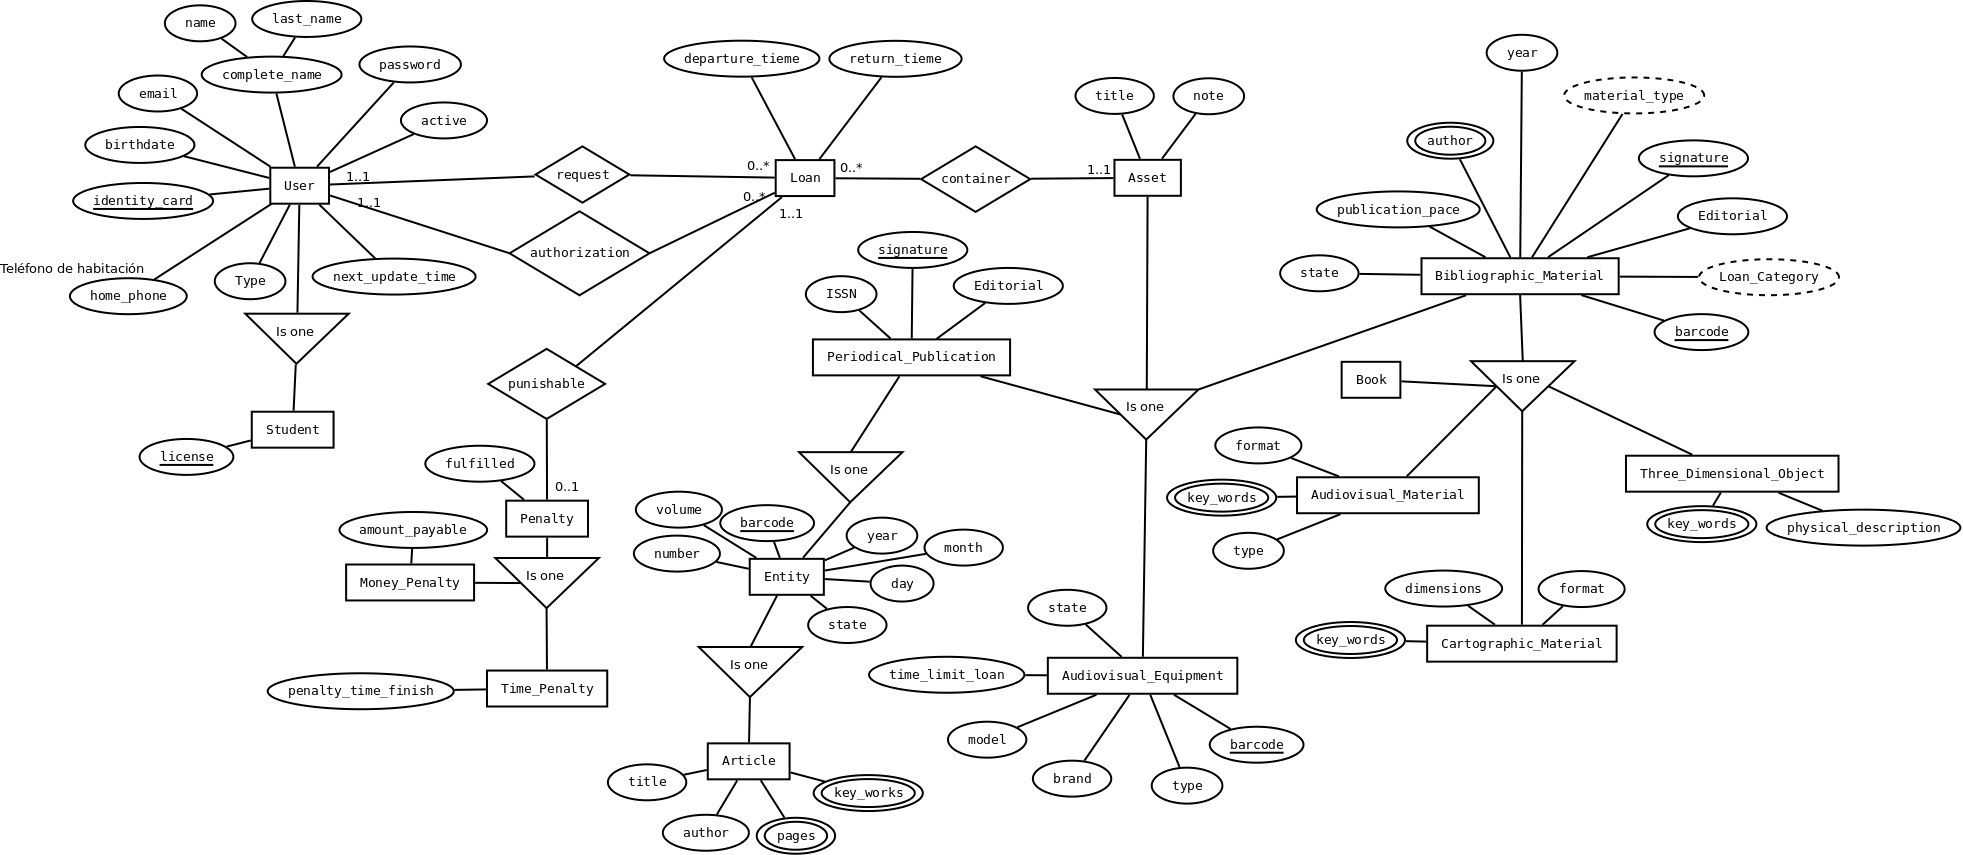 name
last_name
complete_name
password
email
active
birthdate
identity_card
User
1..1
1..1
Teléfono de habitación
home_phone
Type
next_update_time
Is one
Student
license
request
authorization
departure_tieme
return_tieme
0..*
0..*
Loan
0..*
1..1
container
1..1
title
note
Asset
punishable
0..1
fulfilled
Penalty
amount_payable
Money_Penalty
Is one
penalty_time_finish
Time_Penalty
signature
ISSN
Editorial
Periodical_Publication
Is one
volume
barcode
year
month
number
Entity
day
state
Is one
Article
title
key_works
author
pages
Is one
state
time_limit_loan
Audiovisual_Equipment
model
barcode
brand
type
year
material_type
author
signature
publication_pace
Editorial
state
Bibliographic_Material
Loan_Category
barcode
Book
Is one
format
key_words
Audiovisual_Material
type
Three_Dimensional_Object
key_words
physical_description
dimensions
format
key_words
Cartographic_Material